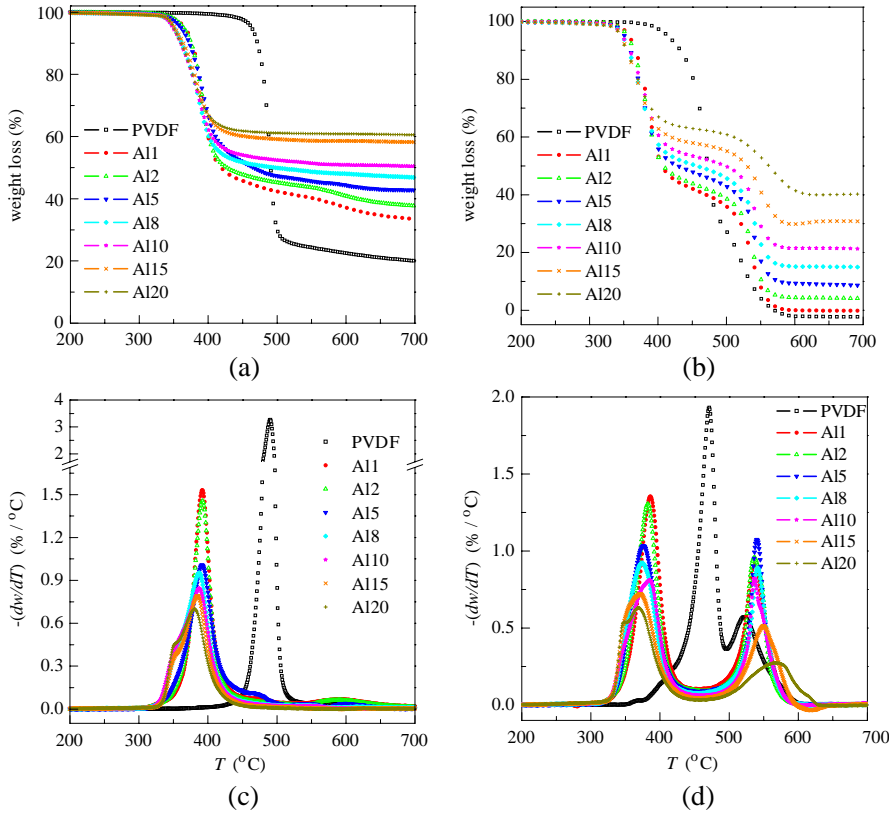 weight loss (%)
100
80
60
40
20
0
PVDF
Al1
Al2
Al5
Al8
Al10
Al15
Al20
200 300 400 500 600 700
(a)
weight loss (%)
100
80
60
40
20
0
PVDF
Al1
Al2
Al5
Al8
Al10
Al15
Al20
200 300 400 500 600 700
(b)
-(dw/dT) (% / °C)
4
3
2
1.5
1.2
0.9
0.6
0.3
0.0
PVDF
Al1
Al2
Al5
Al8
Al10
Al15
Al20
200 300 400 500 600 700
T (°C)
(c)
-(dw/dT) (% / °C)
2.0
1.5
1.0
0.5
0.0
PVDF
Al1
Al2
Al5
Al8
Al10
Al15
Al20
200 300 400 500 600 700
T (°C)
(d)